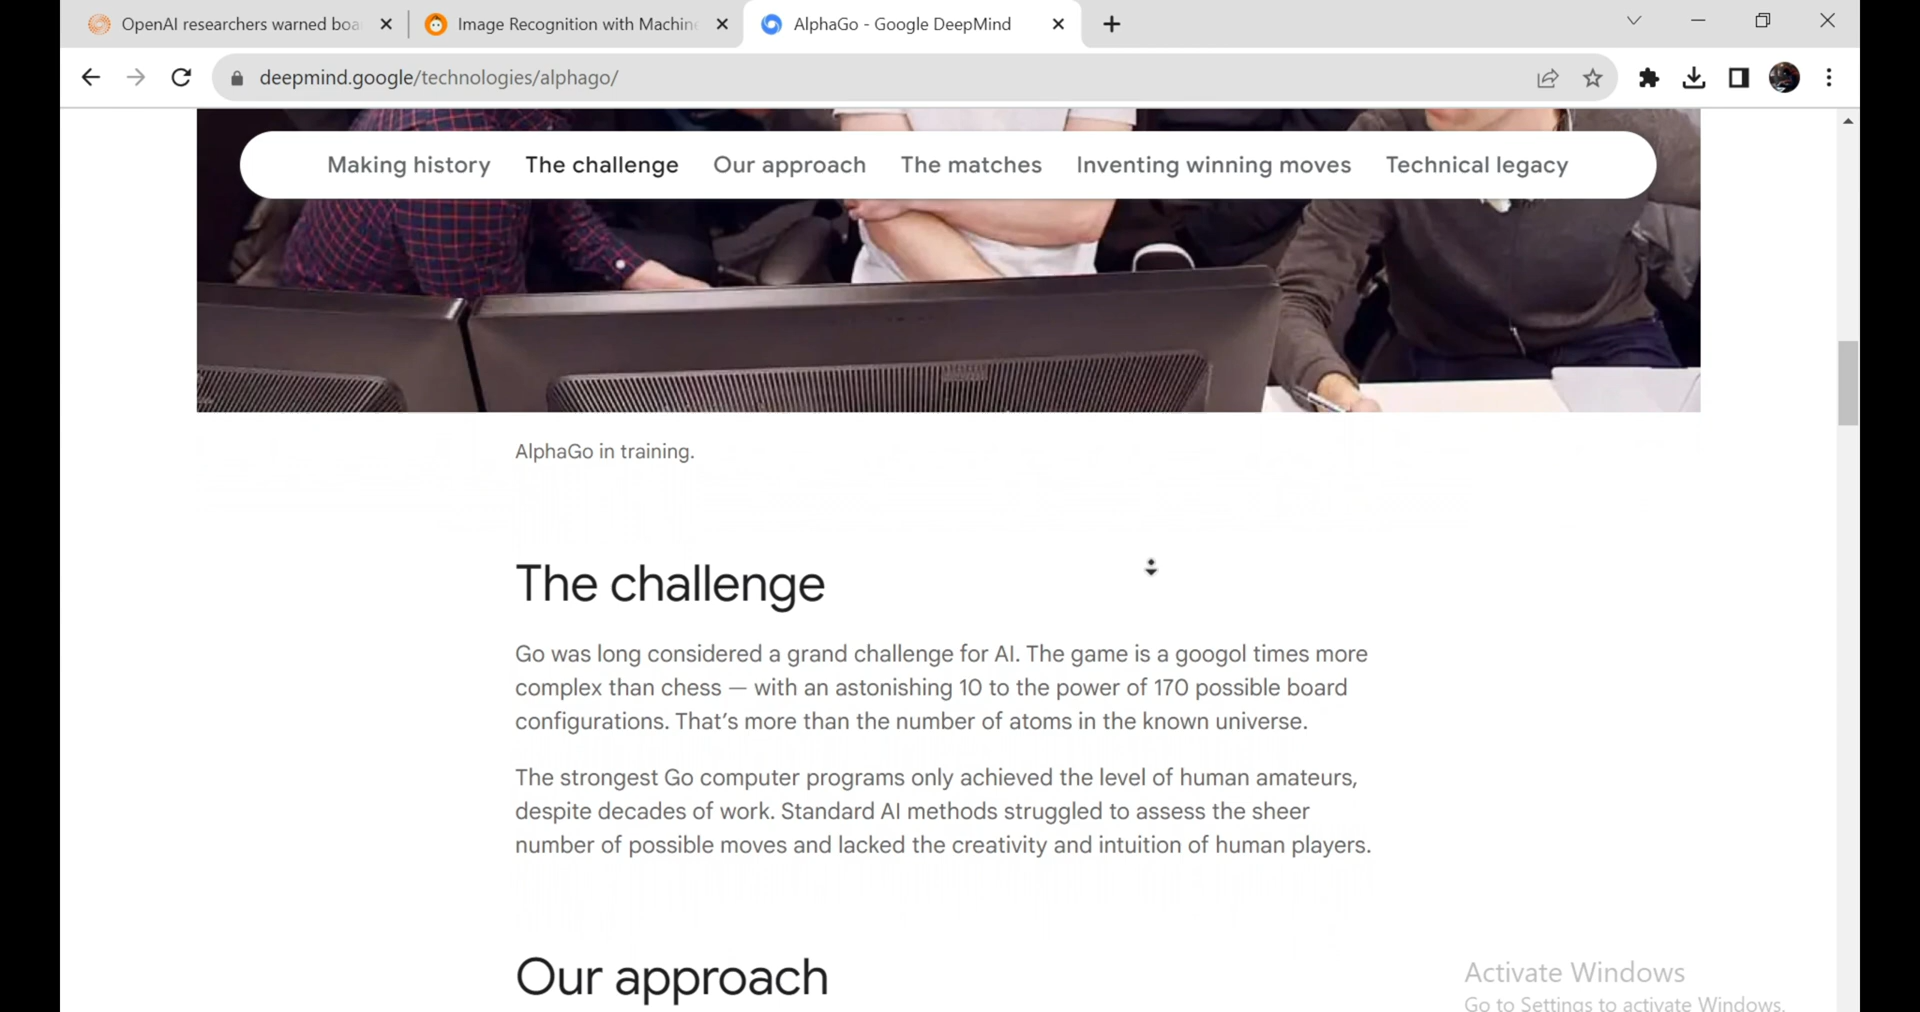 OpenAI researchers warned boa
Image Recognition with Machine
AlphaGo - Google DeepMind
deepmind.google/technologies/alphago/
Making history
The challenge
Our approach
The matches
Inventing winning moves
Technical legacy
AlphaGo in training.
The challenge
Go was long considered a grand challenge for AI. The game is a googol times more
complex than chess — with an astonishing 10 to the power of 170 possible board
configurations. That’s more than the number of atoms in the known universe.
The strongest Go computer programs only achieved the level of human amateurs,
despite decades of work. Standard AI methods struggled to assess the sheer
number of possible moves and lacked the creativity and intuition of human players.
Our approach
Activate Windows
Go to Settings to activate Windows.